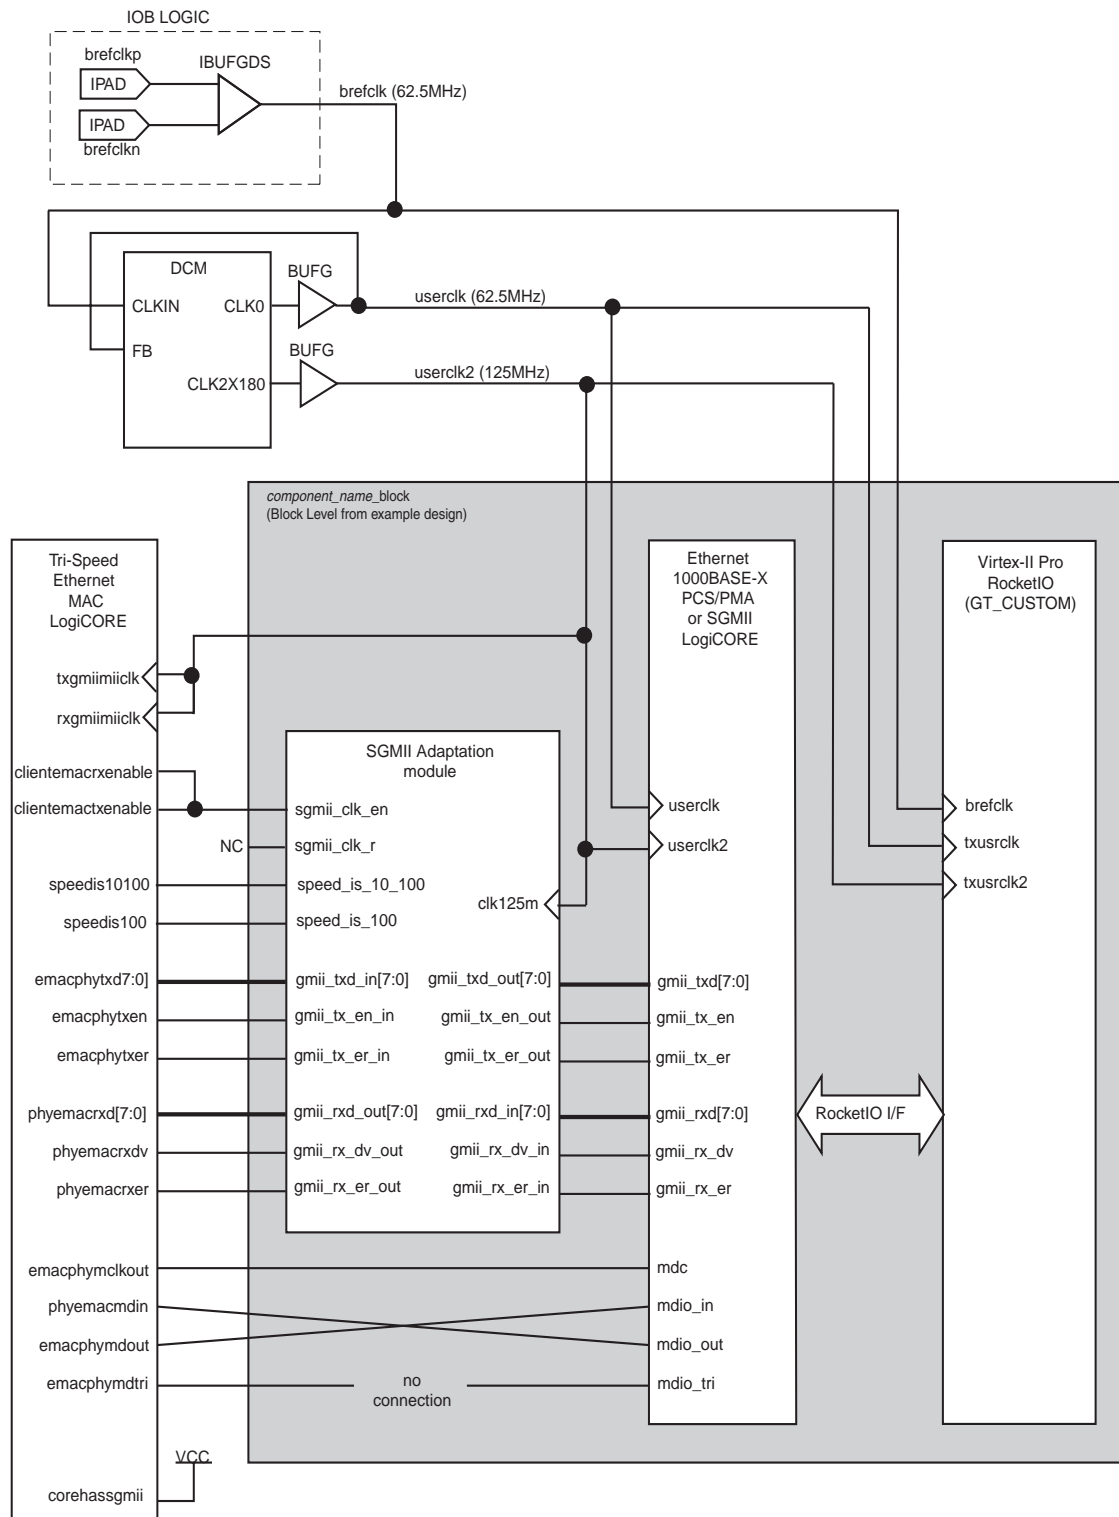 IOB LOGIC
brefclkp
IBUFGDS
IPAD
brefclk (62.5MHz)
IPAD
brefclkn
DCM
BUFG
CLKIN
CLK0
userclk (62.5MHz)
FB
BUFG
CLK2X180
userclk2 (125MHz)
component_name_block
(Block Level from example design)
Tri-Speed
Ethernet
MAC
LogiCORE
Ethernet
1000BASE-X
PCS/PMA
or SGMII
LogiCORE
Virtex-II Pro
RocketIO
(GT_CUSTOM)
txgmiimiiclk
rxgmiimiiclk
clientemacrxenable
clientemactxenable
SGMII Adaptation
module
sgmii_clk_en
NC
sgmii_clk_r
userclk
userclk2
brefclk
txusrclk
txusrclk2
speedis10100
speed_is_10_100
clk125m
speedis100
speed_is_100
emacphytxd7:0]
gmii_txd_in[7:0]
gmii_txd_out[7:0]
gmii_txd[7:0]
emacphytxen
gmii_tx_en_in
gmii_tx_en_out
gmii_tx_en
emacphytxer
gmii_tx_er_in
gmii_tx_er_out
gmii_tx_er
phyemacrxd[7:0]
gmii_rxd_out[7:0]
gmii_rxd_in[7:0]
gmii_rxd[7:0]
RocketIO I/F
phyemacrxdv
gmii_rx_dv_out
gmii_rx_dv_in
gmii_rx_dv
phyemacrxer
gmii_rx_er_out
gmii_rx_er_in
gmii_rx_er
emacphymclkout
mdc
phyemacmdin
mdio_in
emacphymdout
mdio_out
emacphymdtri
no
connection
mdio_tri
VCC
corehassgmii